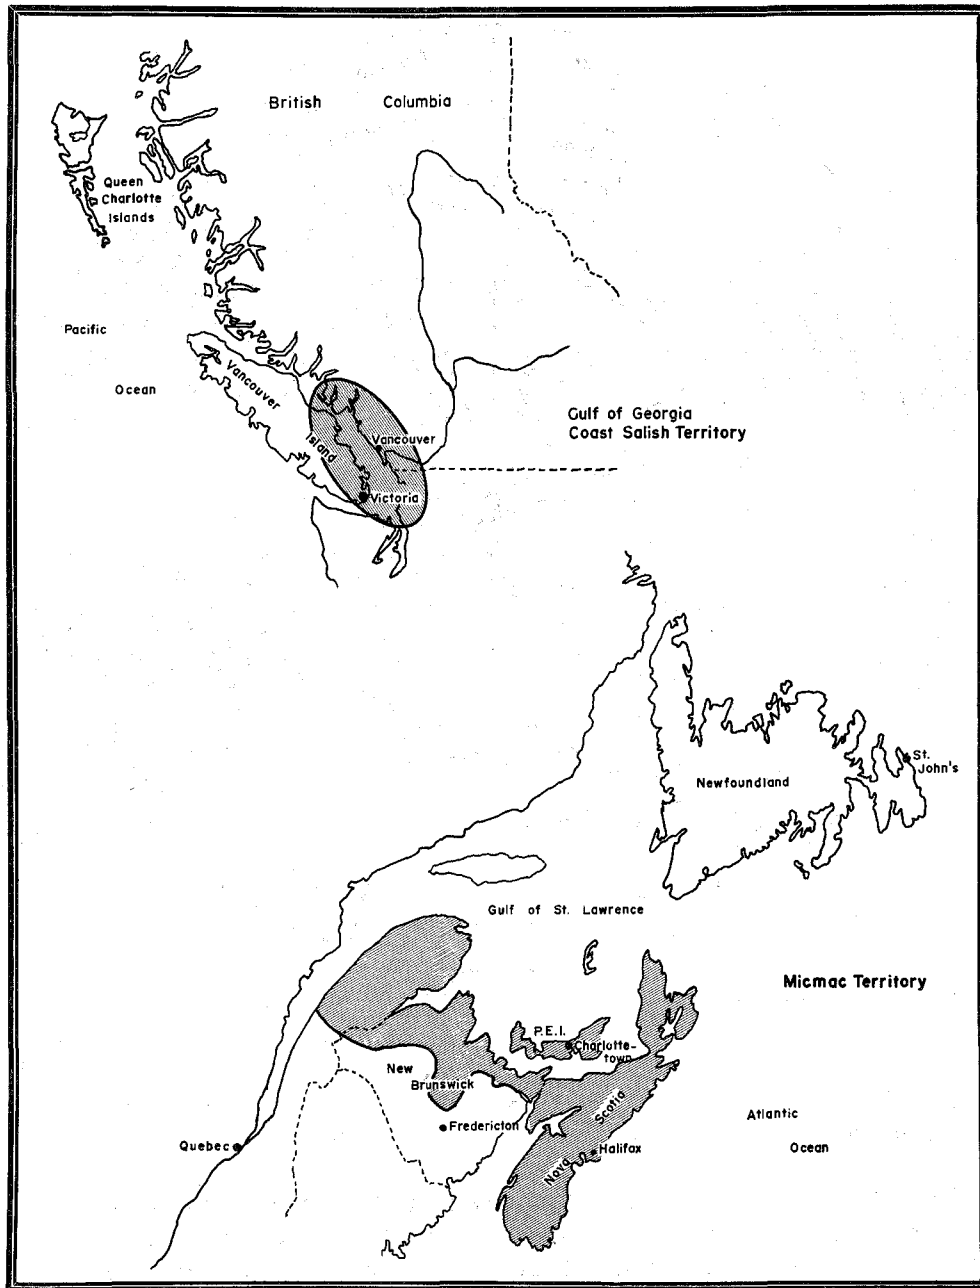 British Columbia
Queen
Charlotte
Islands
Pacific
Ocean
Vancouver
Island
Vancouver
Victoria
Gulf of Georgia
Coast Salish Territory
St.
John's
Newfoundland
Gulf of St. Lawrence
Micmac Territory
P.E.I.
Charlotte-
town
New
Brunswick
Fredericton
Quebec
Nova Scotia
Halifax
Atlantic
Ocean